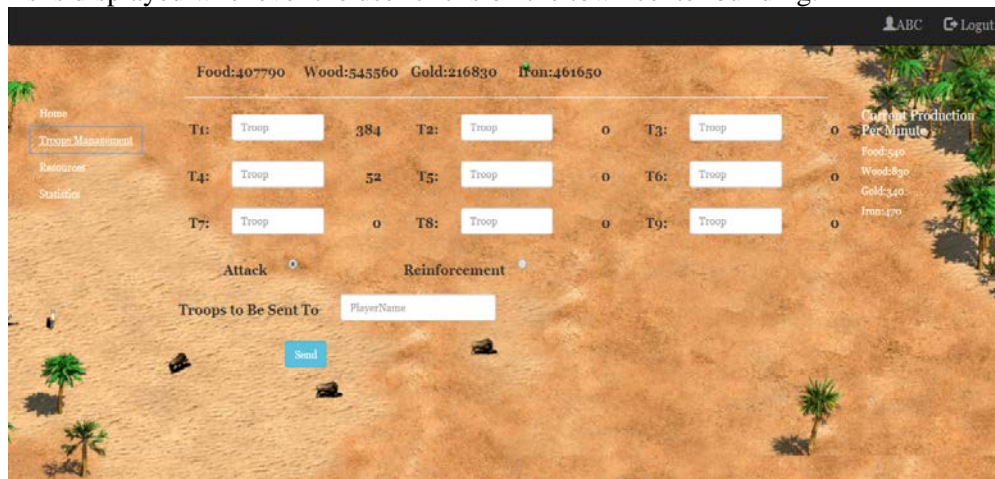 ABC Logut
Food:407790 Wood:545560 Gold:216830 Iron:461650
Home
Troops Management
Resources
Statistics
T1: Troop 384 T2: Troop 0 T3: Troop 0
T4: Troop 52 T5: Troop 0 T6: Troop 0
T7: Troop 0 T8: Troop 0 T9: Troop 0
Current Production
Per Minute
Food:540
Wood:830
Gold:340
Iron:470
Attack Reinforcement
Troops to Be Sent To PlayerName
Send